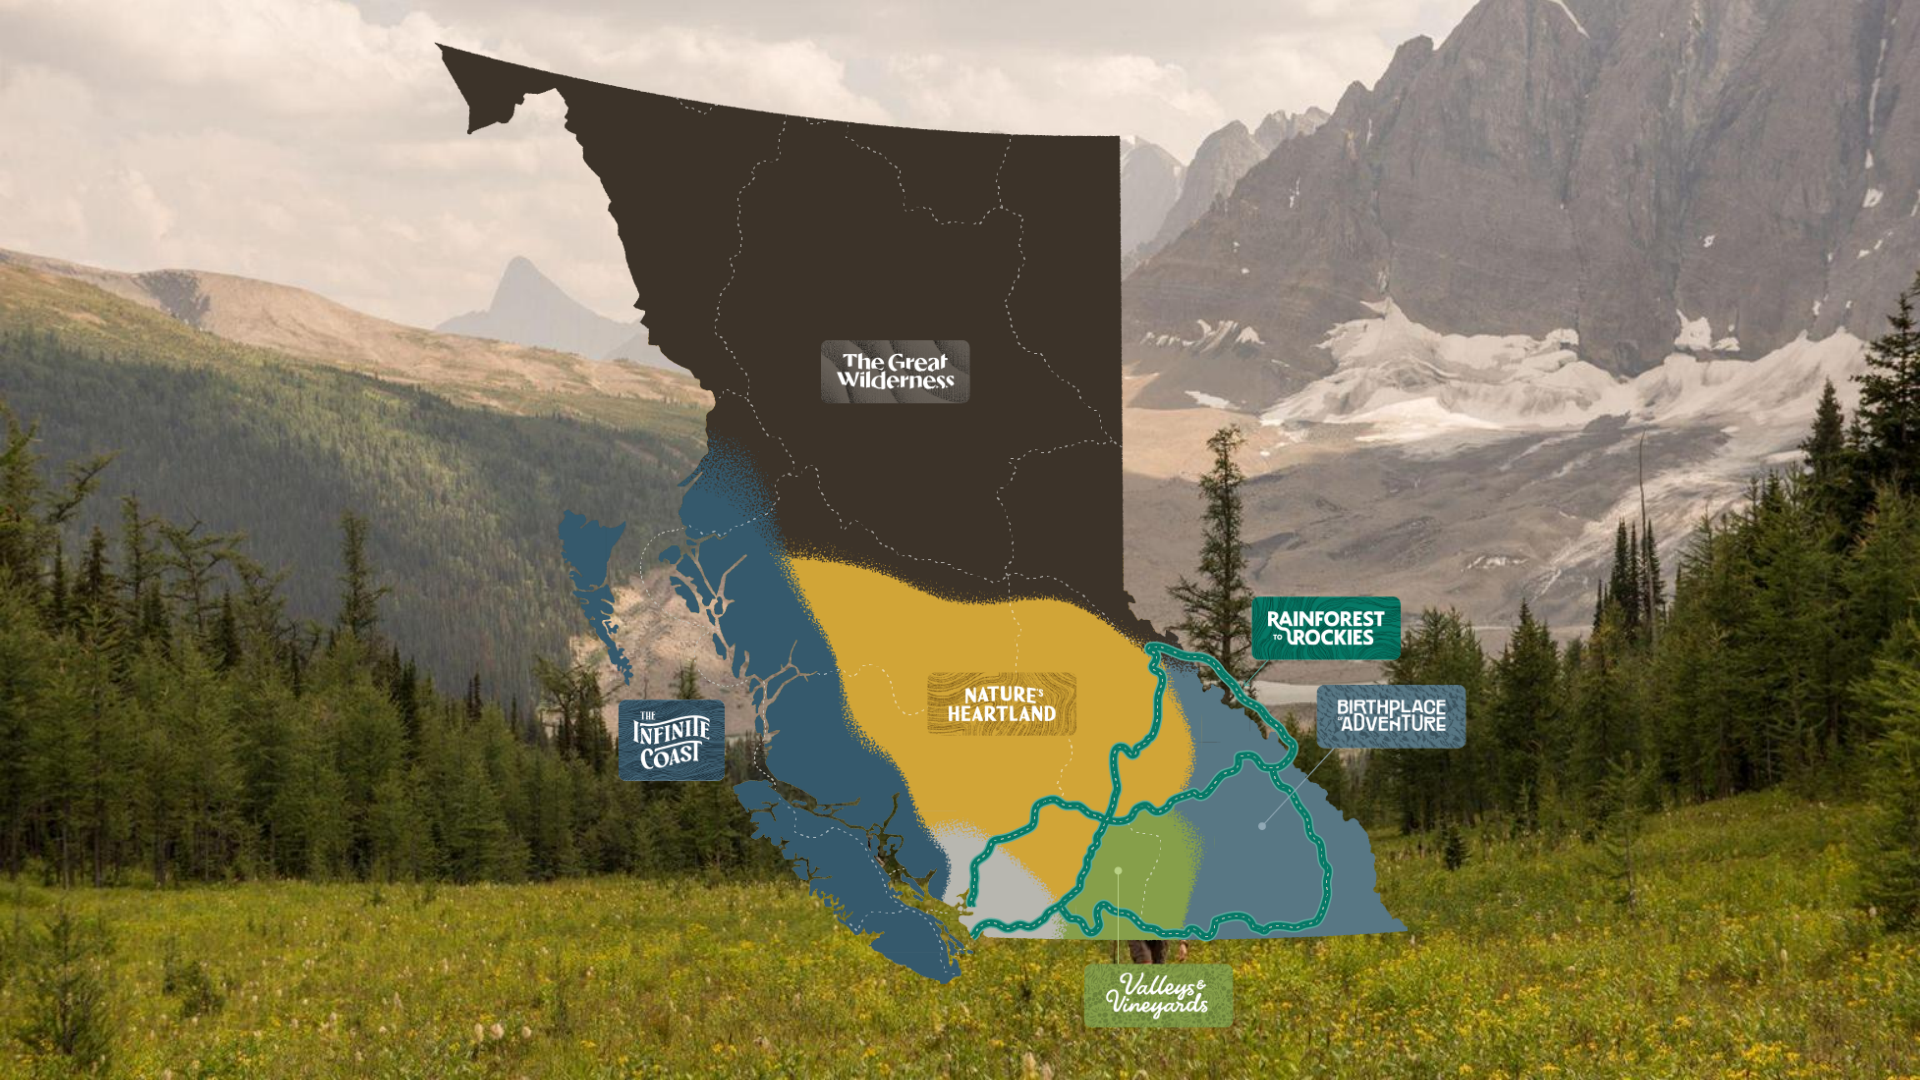 The Great
Wilderness
RAINFOREST
TO ROCKIES
NATURE'S
HEARTLAND
BIRTHPLACE
OF ADVENTURE
THE
INFINITE
COAST
Valleys &
Vineyards